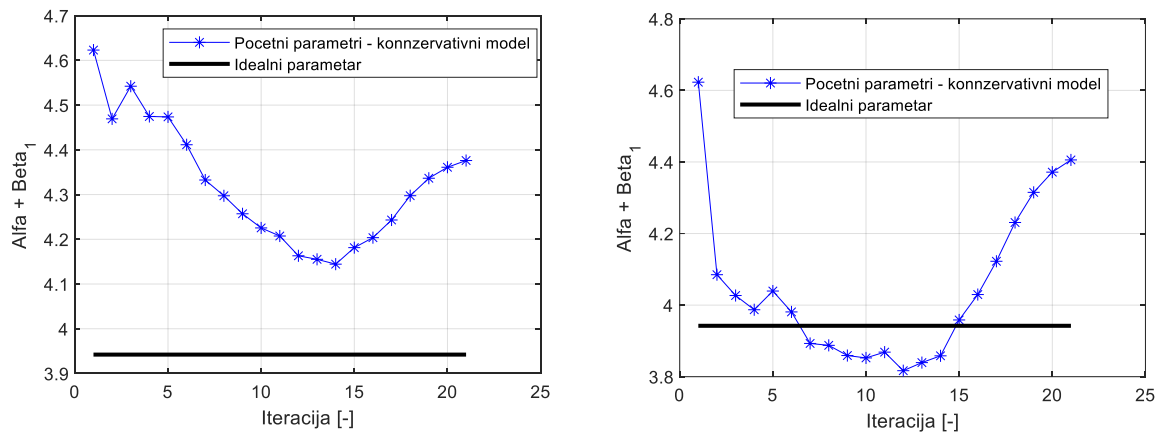 4.7
4.6
4.5
4.4
4.3
4.2
4.1
4
3.9
Alfa + Beta1
Pocetni parametri - konnzervativni model
Idealni parametar
0 5 10 15 20 25
Iteracija [-]
4.8
4.6
4.4
4.2
4
3.8
Alfa + Beta1
Pocetni parametri - konnzervativni model
Idealni parametar
0 5 10 15 20 25
Iteracija [-]